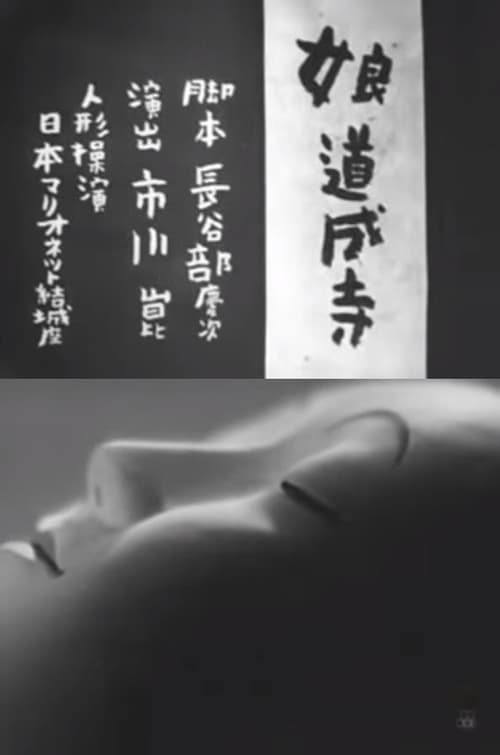 娘道成寺
脚本 長谷部慶次
演出 市川崑
人形操演
日本マリオネット結城座